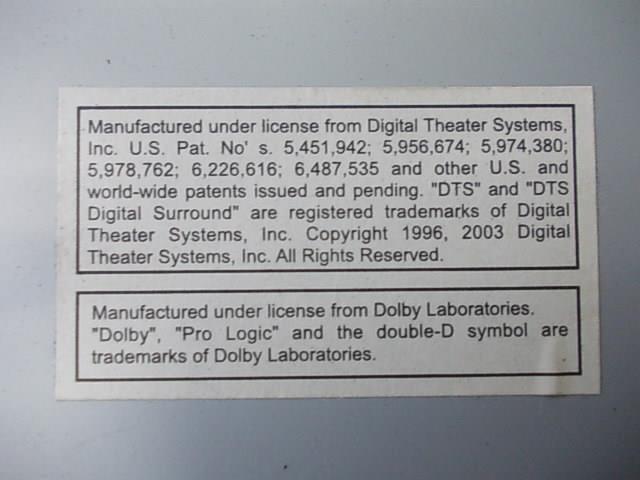 Manufactured under license from Digital Theater Systems,
Inc. U.S. Pat. No' s. 5,451,942; 5,956,674; 5,974,380;
5,978,762; 6,226,616; 6,487,535 and other U.S. and
world-wide patents issued and pending. "DTS" and "DTS
Digital Surround" are registered trademarks of Digital
Theater Systems, Inc. Copyright 1996, 2003 Digital
Theater Systems, Inc. All Rights Reserved.
Manufactured under license from Dolby Laboratories.
"Dolby", "Pro Logic" and the double-D symbol are
trademarks of Dolby Laboratories.